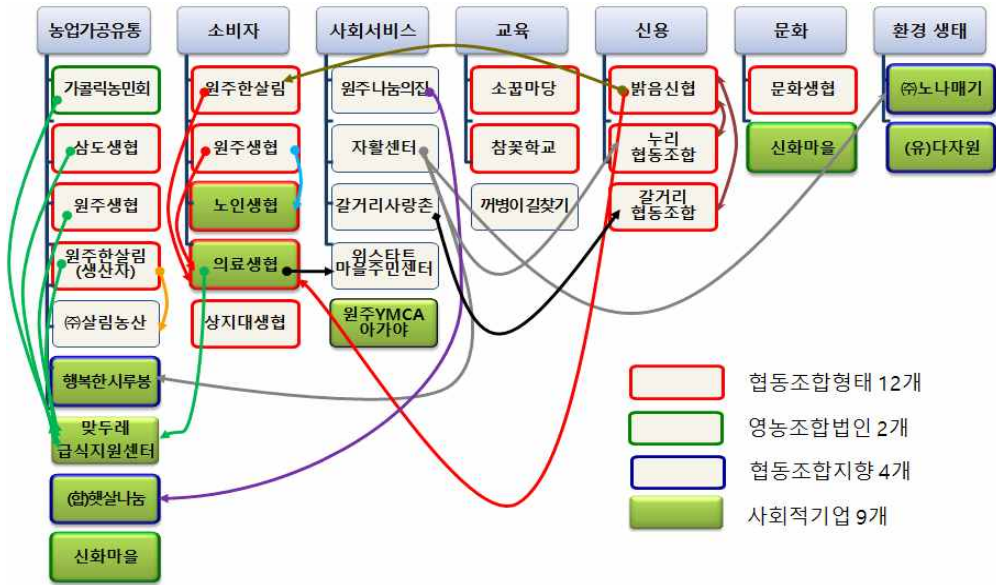 농업가공유통
소비자
사회서비스
교육
신용
문화
환경 생태
가콜릭농민회
삼도생협
원주생협
원주한살림
(생산자)
㈜살림농산
행복한시루봉
맞두레
급식지원센터
(합)햇살나눔
신화마을
원주한살림
원주생협
노인생협
의료생협
상지대생협
원주나눔의집
자활센터
갈거리사랑촌
윔스타트
마을주민센터
원주YMCA
아가야
소꿉마당
참꽃학교
꺼병이길찾기
밝음신협
누리
협동조합
갈거리
협동조합
문화생협
신화마을
㈜노나매기
(유)다자원
협동조합형태 12개
영농조합법인 2개
협동조합지향 4개
사회적기업 9개